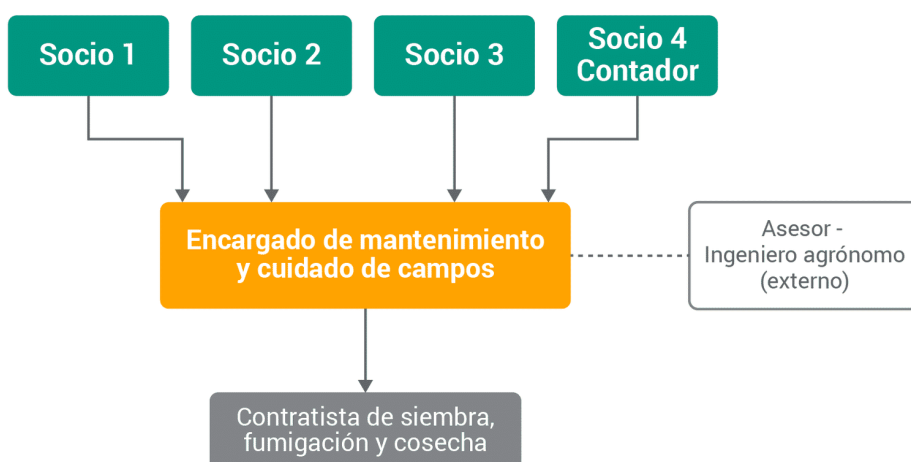 Socio 1
Socio 2
Socio 3
Socio 4
Contador
Encargado de mantenimiento
y cuidado de campos
Asesor -
Ingeniero agrónomo
(externo)
Contratista de siembra,
fumigación y cosecha